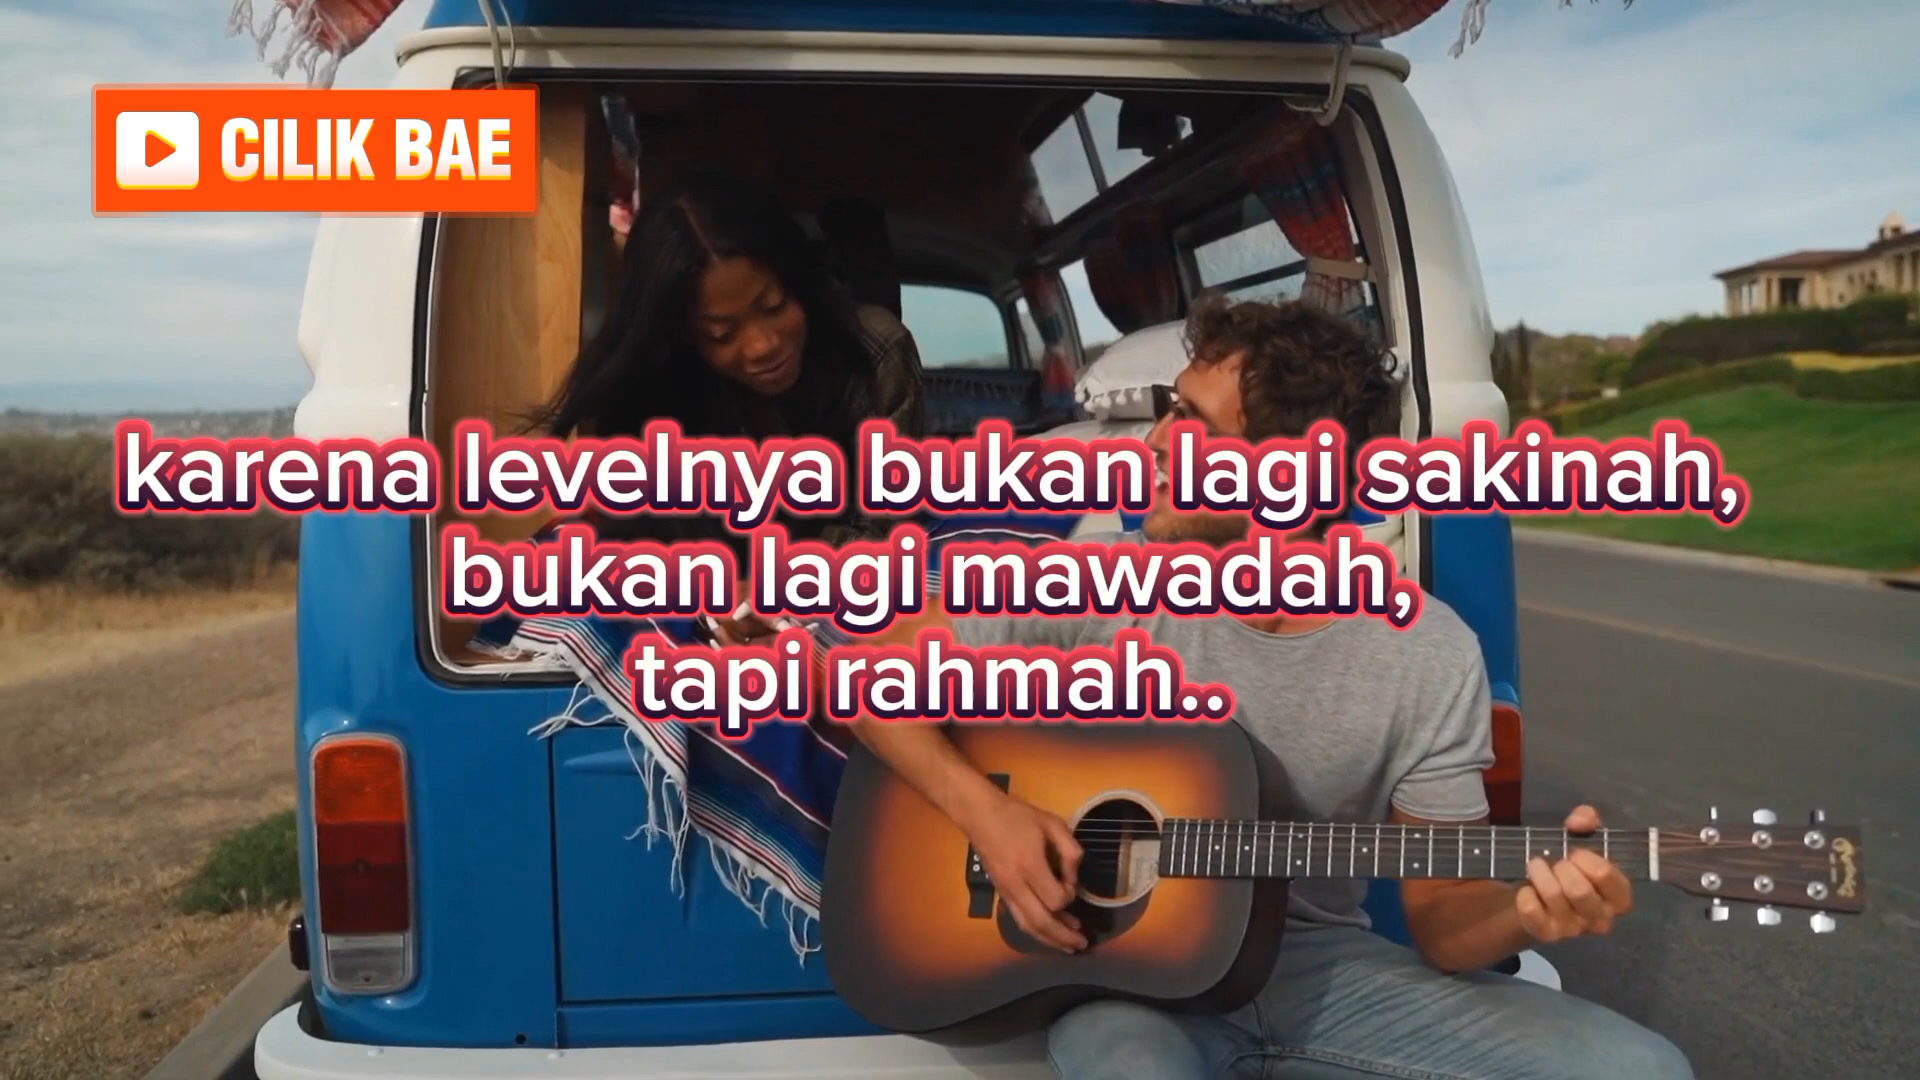 CILIK BAE
karena levelnya bukan lagi sakinah,
bukan lagi mawadah,
tapi rahmah..